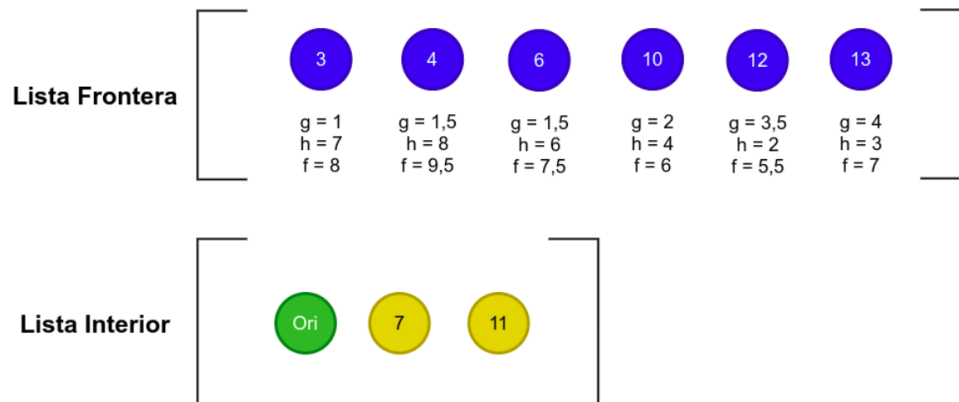 Lista Frontera
3 4 6 10 12 13
g = 1 g = 1,5 g = 1,5 g = 2 g = 3,5 g = 4
h = 7 h = 8 h = 6 h = 4 h = 2 h = 3
f = 8 f = 9,5 f = 7,5 f = 6 f = 5,5 f = 7
Lista Interior
Ori 7 11